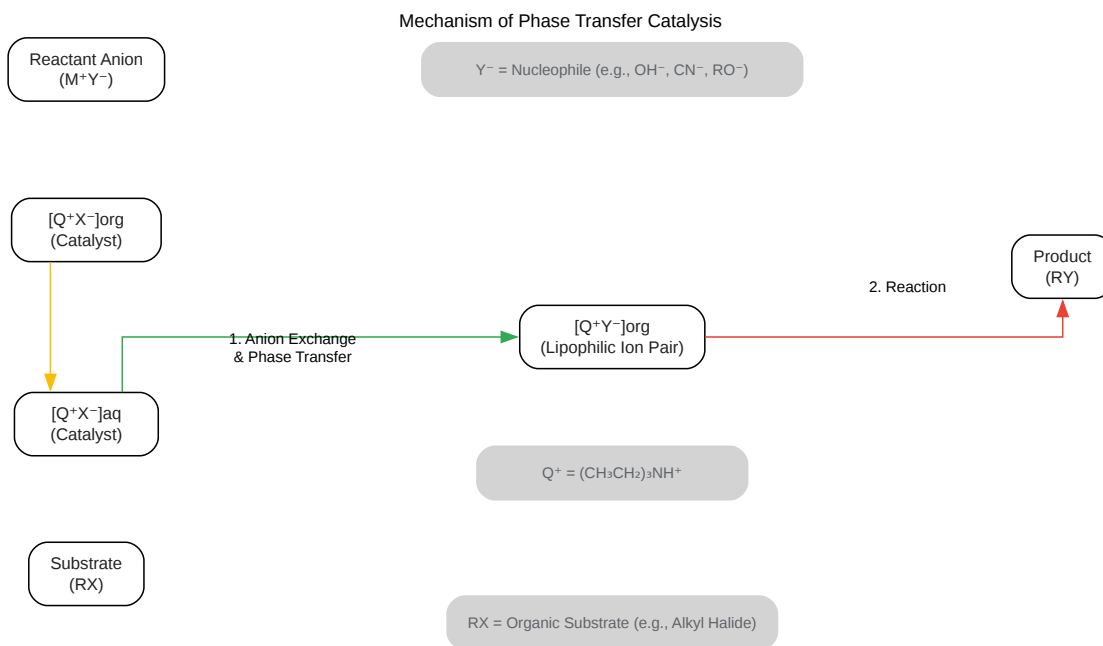 Mechanism of Phase Transfer Catalysis
Reactant Anion
(M⁺Y⁻)
Y⁻ = Nucleophile (e.g., OH⁻, CN⁻, RO⁻)
[Q⁺X⁻]org
(Catalyst)
Product
(RY)
2. Reaction
1. Anion Exchange
& Phase Transfer
[Q⁺Y⁻]org
(Lipophilic Ion Pair)
[Q⁺X⁻]aq
(Catalyst)
Q⁺ = (CH₃CH₂)₃NH⁺
Substrate
(RX)
RX = Organic Substrate (e.g., Alkyl Halide)